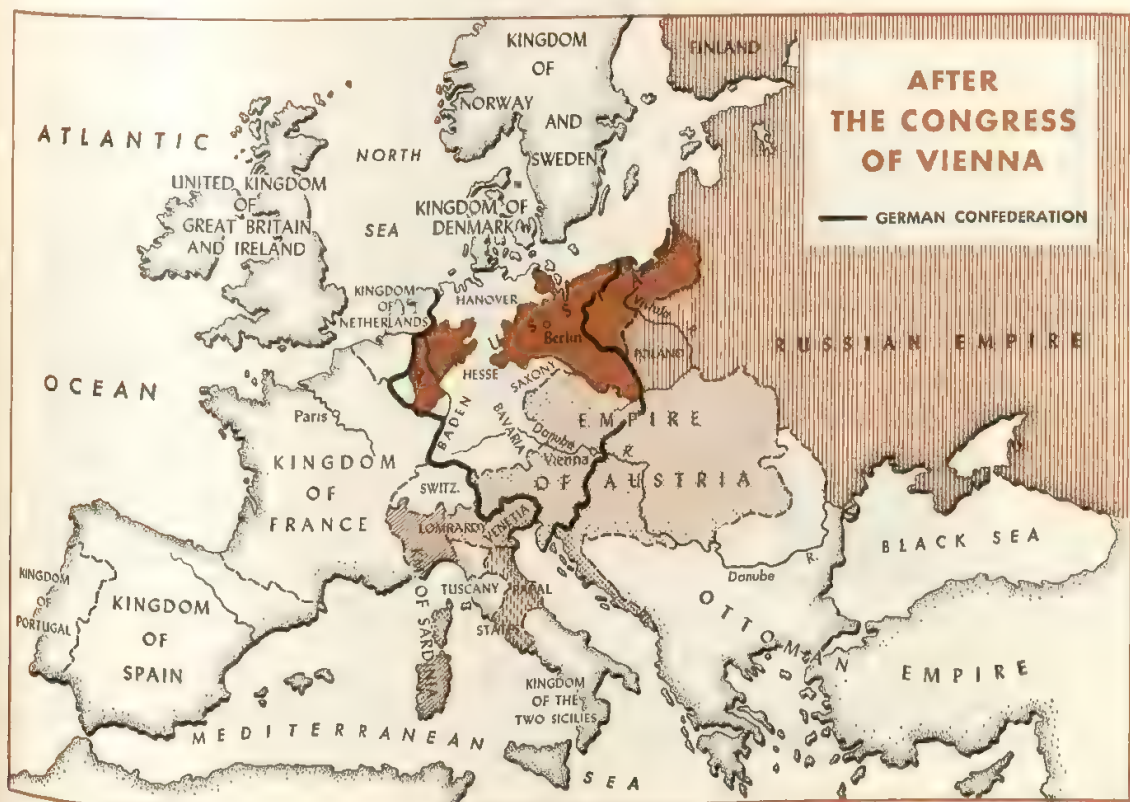 AFTER
THE CONGRESS
OF VIENNA
GERMAN CONFEDERATION
ATLANTIC
OCEAN
NORTH
SEA
KINGDOM
OF
NORWAY
AND
SWEDEN
FINLAND
UNITED KINGDOM
OF
GREAT BRITAIN
AND IRELAND
KINGDOM OF
DENMARK
KINGDOM
OF
NETHERLANDS
HANOVER
U S S
Berlin
Vistula R.
POLAND
RUSSIAN EMPIRE
HESSE
SAXONY
BADEN
BAVARIA
EMPIRE
OF AUSTRIA
Danube R.
Vienna
Paris
KINGDOM
OF
FRANCE
SWITZ.
LOMBARDY
VENETIA
TUSCANY
PAPAL
STATES
OF SARDINIA
KINGDOM
OF
PORTUGAL
KINGDOM
OF
SPAIN
KINGDOM
OF THE
TWO SICILIES
MEDITERRANEAN
SEA
Danube R.
BLACK SEA
OTTOMAN
EMPIRE